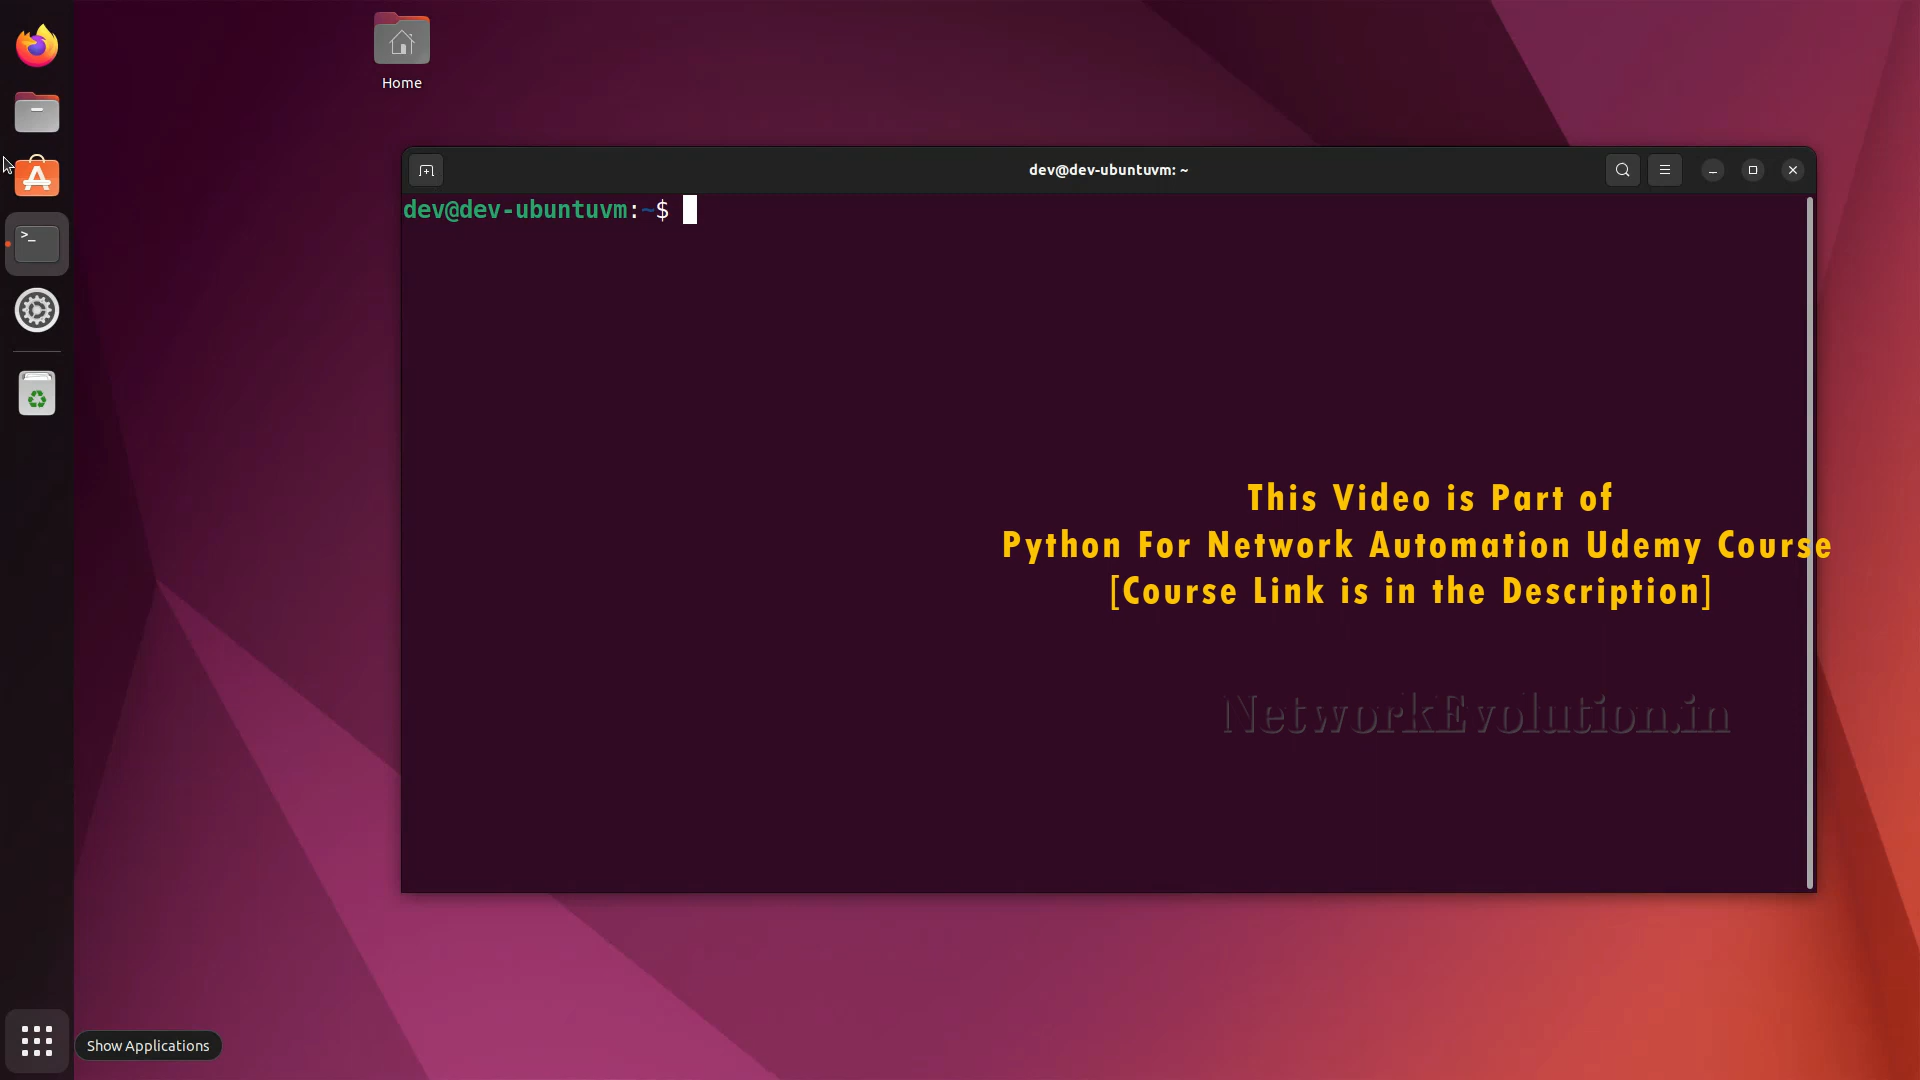 Home
dev@dev-ubuntuvm: ~
dev@dev-ubuntuvm:~$
This Video is Part of
Python For Network Automation Udemy Course
[Course Link is in the Description]
NetworkEvolution.in
Show Applications